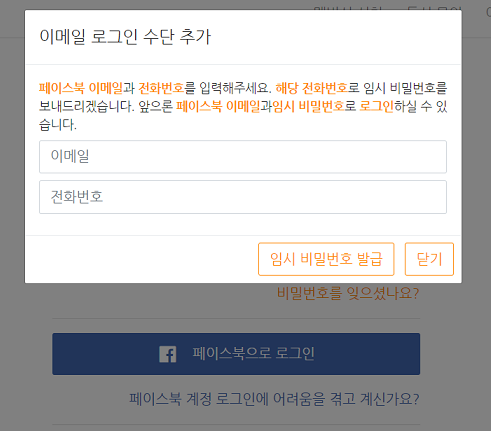 이메일 로그인 수단 추가
페이스북 이메일과 전화번호를 입력해주세요. 해당 전화번호로 임시 비밀번호를
보내드리겠습니다. 앞으론 페이스북 이메일과임시 비밀번호로 로그인하실 수 있
습니다.
이메일
전화번호
임시 비밀번호 발급 닫기
비밀번호를 잊으셨나요?
페이스북으로 로그인
페이스북 계정 로그인에 어려움을 겪고 계신가요?